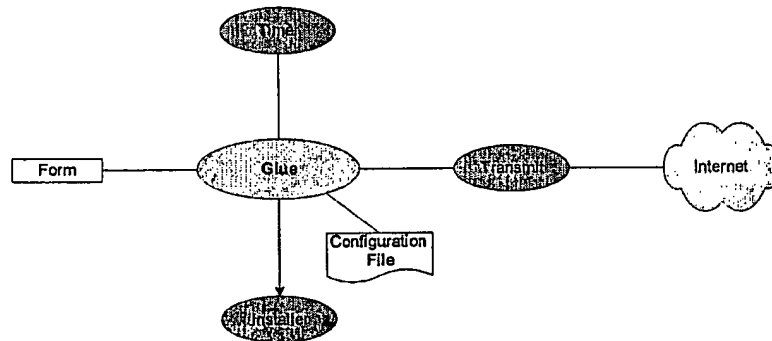 Time
Form
Glue
Transmit
Internet
Configuration
File
Installer